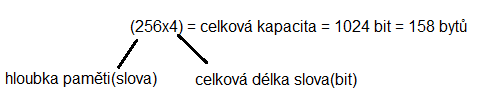 (256x4) = celková kapacita = 1024 bit = 158 bytů
hloubka paměti(slova)
celková délka slova(bit)